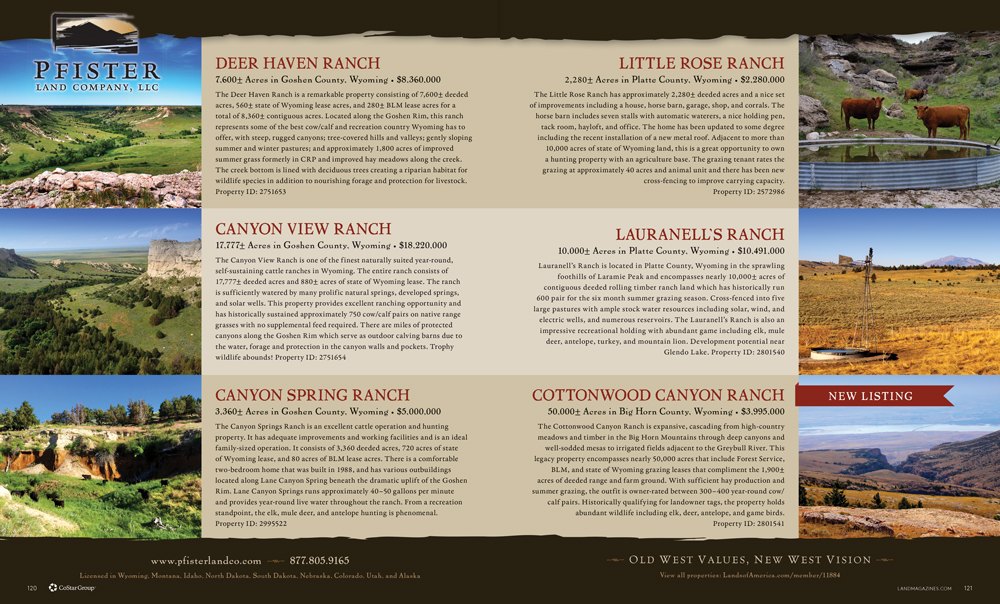 PFISTER
LAND COMPANY, LLC
DEER HAVEN RANCH
7,600± Acres in Goshen County, Wyoming • $8,360,000
The Deer Haven Ranch is a remarkable property consisting of 7,600± deeded
acres, 560± state of Wyoming lease acres, and 280± BLM lease acres for a
total of 8,360± contiguous acres. Located along the Goshen Rim, this ranch
represents some of the best cow/calf and recreation country Wyoming has to
offer, with steep, rugged canyons; tree-covered hills and valleys; gently sloping
summer and winter pastures; and approximately 1,800 acres of improved
summer grass formerly in CRP and improved hay meadows along the creek.
The creek bottom is lined with deciduous trees creating a riparian habitat for
wildlife species in addition to nourishing forage and protection for livestock.
Property ID: 2751653
CANYON VIEW RANCH
17,777± Acres in Goshen County, Wyoming • $18,220,000
The Canyon View Ranch is one of the finest naturally suited year-round,
self-sustaining cattle ranches in Wyoming. The entire ranch consists of
17,777± deeded acres and 880± acres of state of Wyoming lease. The ranch
is sufficiently watered by many prolific natural springs, developed springs,
and solar wells. This property provides excellent ranching opportunity and
has historically sustained approximately 750 cow/calf pairs on native range
grasses with no supplemental feed required. There are miles of protected
canyons along the Goshen Rim which serve as outdoor calving barns due to
the water, forage and protection in the canyon walls and pockets. Trophy
wildlife abounds! Property ID: 2751654
CANYON SPRING RANCH
3,360± Acres in Goshen County, Wyoming • $5,000,000
The Canyon Springs Ranch is an excellent cattle operation and hunting
property. It has adequate improvements and working facilities and is an ideal
family-sized operation. It consists of 3,360 deeded acres, 720 acres of state
of Wyoming lease, and 80 acres of BLM lease acres. There is a comfortable
two-bedroom home that was built in 1988, and has various outbuildings
located along Lane Canyon Spring beneath the dramatic uplift of the Goshen
Rim. Lane Canyon Springs runs approximately 40–50 gallons per minute
and provides year-round live water throughout the ranch. From a recreation
standpoint, the elk, mule deer, and antelope hunting is phenomenal.
Property ID: 2995522
www.pfisterlandco.com 877.805.9165
Licensed in Wyoming, Montana, Idaho, North Dakota, South Dakota, Nebraska, Colorado, Utah, and Alaska
120 CoStar Group
LITTLE ROSE RANCH
2,280± Acres in Platte County, Wyoming • $2,280,000
The Little Rose Ranch has approximately 2,280± deeded acres and a nice set
of improvements including a house, horse barn, garage, shop, and corrals. The
horse barn includes seven stalls with automatic waterers, a nice holding pen,
tack room, hayloft, and office. The home has been updated to some degree
including the recent installation of a new metal roof. Adjacent to more than
10,000 acres of state of Wyoming land, this is a great opportunity to own
a hunting property with an agriculture base. The grazing tenant rates the
grazing at approximately 40 acres and animal unit and there has been new
cross-fencing to improve carrying capacity.
Property ID: 2572986
LAURANELL'S RANCH
10,000± Acres in Platte County, Wyoming • $10,491,000
Lauranell's Ranch is located in Platte County, Wyoming in the sprawling
foothills of Laramie Peak and encompasses nearly 10,000± acres of
contiguous deeded rolling timber ranch land which has historically run
600 pair for the six month summer grazing season. Cross-fenced into five
large pastures with ample stock water resources including solar, wind, and
electric wells, and numerous reservoirs. The Lauranell's Ranch is also an
impressive recreational holding with abundant game including elk, mule
deer, antelope, turkey, and mountain lion. Development potential near
Glendo Lake. Property ID: 2801540
COTTONWOOD CANYON RANCH
50,000± Acres in Big Horn County, Wyoming • $3,995,000
The Cottonwood Canyon Ranch is expansive, cascading from high-country
meadows and timber in the Big Horn Mountains through deep canyons and
well-sodded mesas to irrigated fields adjacent to the Greybull River. This
legacy property encompasses nearly 50,000 acres that include Forest Service,
BLM, and state of Wyoming grazing leases that compliment the 1,900±
acres of deeded range and farm ground. With sufficient hay production and
summer grazing, the outfit is owner-rated between 300–400 year-round cow/
calf pairs. Historically qualifying for landowner tags, the property holds
abundant wildlife including elk, deer, antelope, and game birds.
Property ID: 2801541
NEW LISTING
OLD WEST VALUES, NEW WEST VISION
View all properties: LandsofAmerica.com/member/11884
LANDMAGAZINES.COM 121